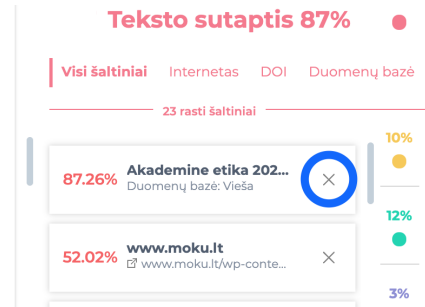 Teksto sutaptis 87%
Visi šaltiniai Internetas DOI Duomenų bazė
23 rasti šaltiniai
10%
87.26% Akademine etika 202...
Duomenų bazė: Vieša
12%
52.02% www.moku.lt
www.moku.lt/wp-conte...
3%